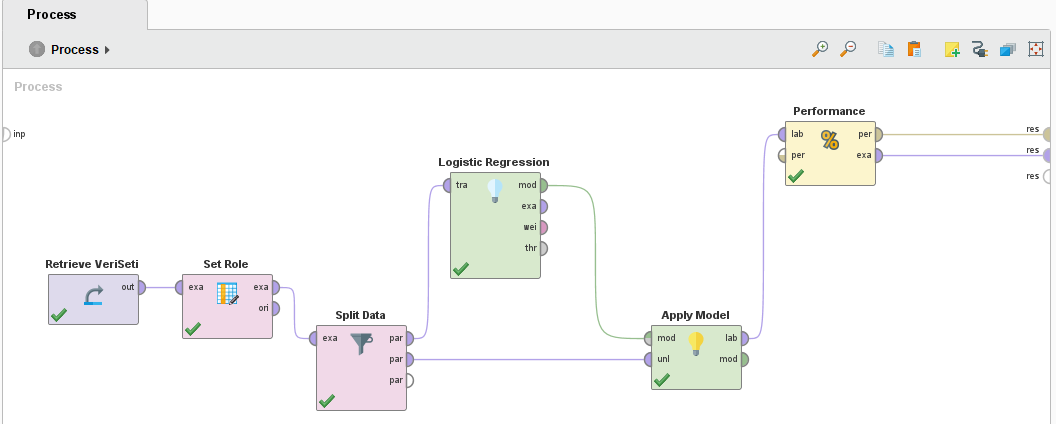 Process
Process
Process
inp
Retrieve VeriSeti
out
Set Role
exa
exa
ori
Split Data
exa
par
par
par
Logistic Regression
tra
mod
exa
wei
thr
Apply Model
mod
lab
unl
mod
Performance
lab
per
%
per
exa
res
res
res